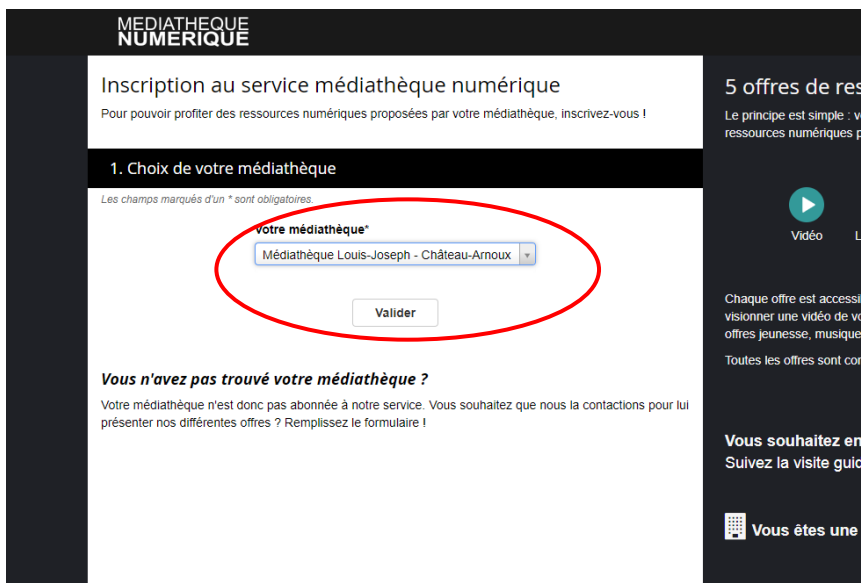 MEDIATHEQUE
NUMERIQUE
Inscription au service médiathèque numérique
Pour pouvoir profiter des ressources numériques proposées par votre médiathèque, inscrivez-vous !
1. Choix de votre médiathèque
Les champs marqués d'un * sont obligatoires.
Votre médiathèque*
Médiathèque Louis-Joseph - Château-Arnoux
Valider
Vous n'avez pas trouvé votre médiathèque ?
Votre médiathèque n'est donc pas abonnée à notre service. Vous souhaitez que nous la contactions pour lui
présenter nos différentes offres ? Remplissez le formulaire !
5 offres de res
Le principe est simple : v
ressources numériques p
Vidéo
L
Chaque offre est accessi
visionner une vidéo de vo
offres jeunesse, musique
Toutes les offres sont con
Vous souhaitez en
Suivez la visite guid
Vous êtes une